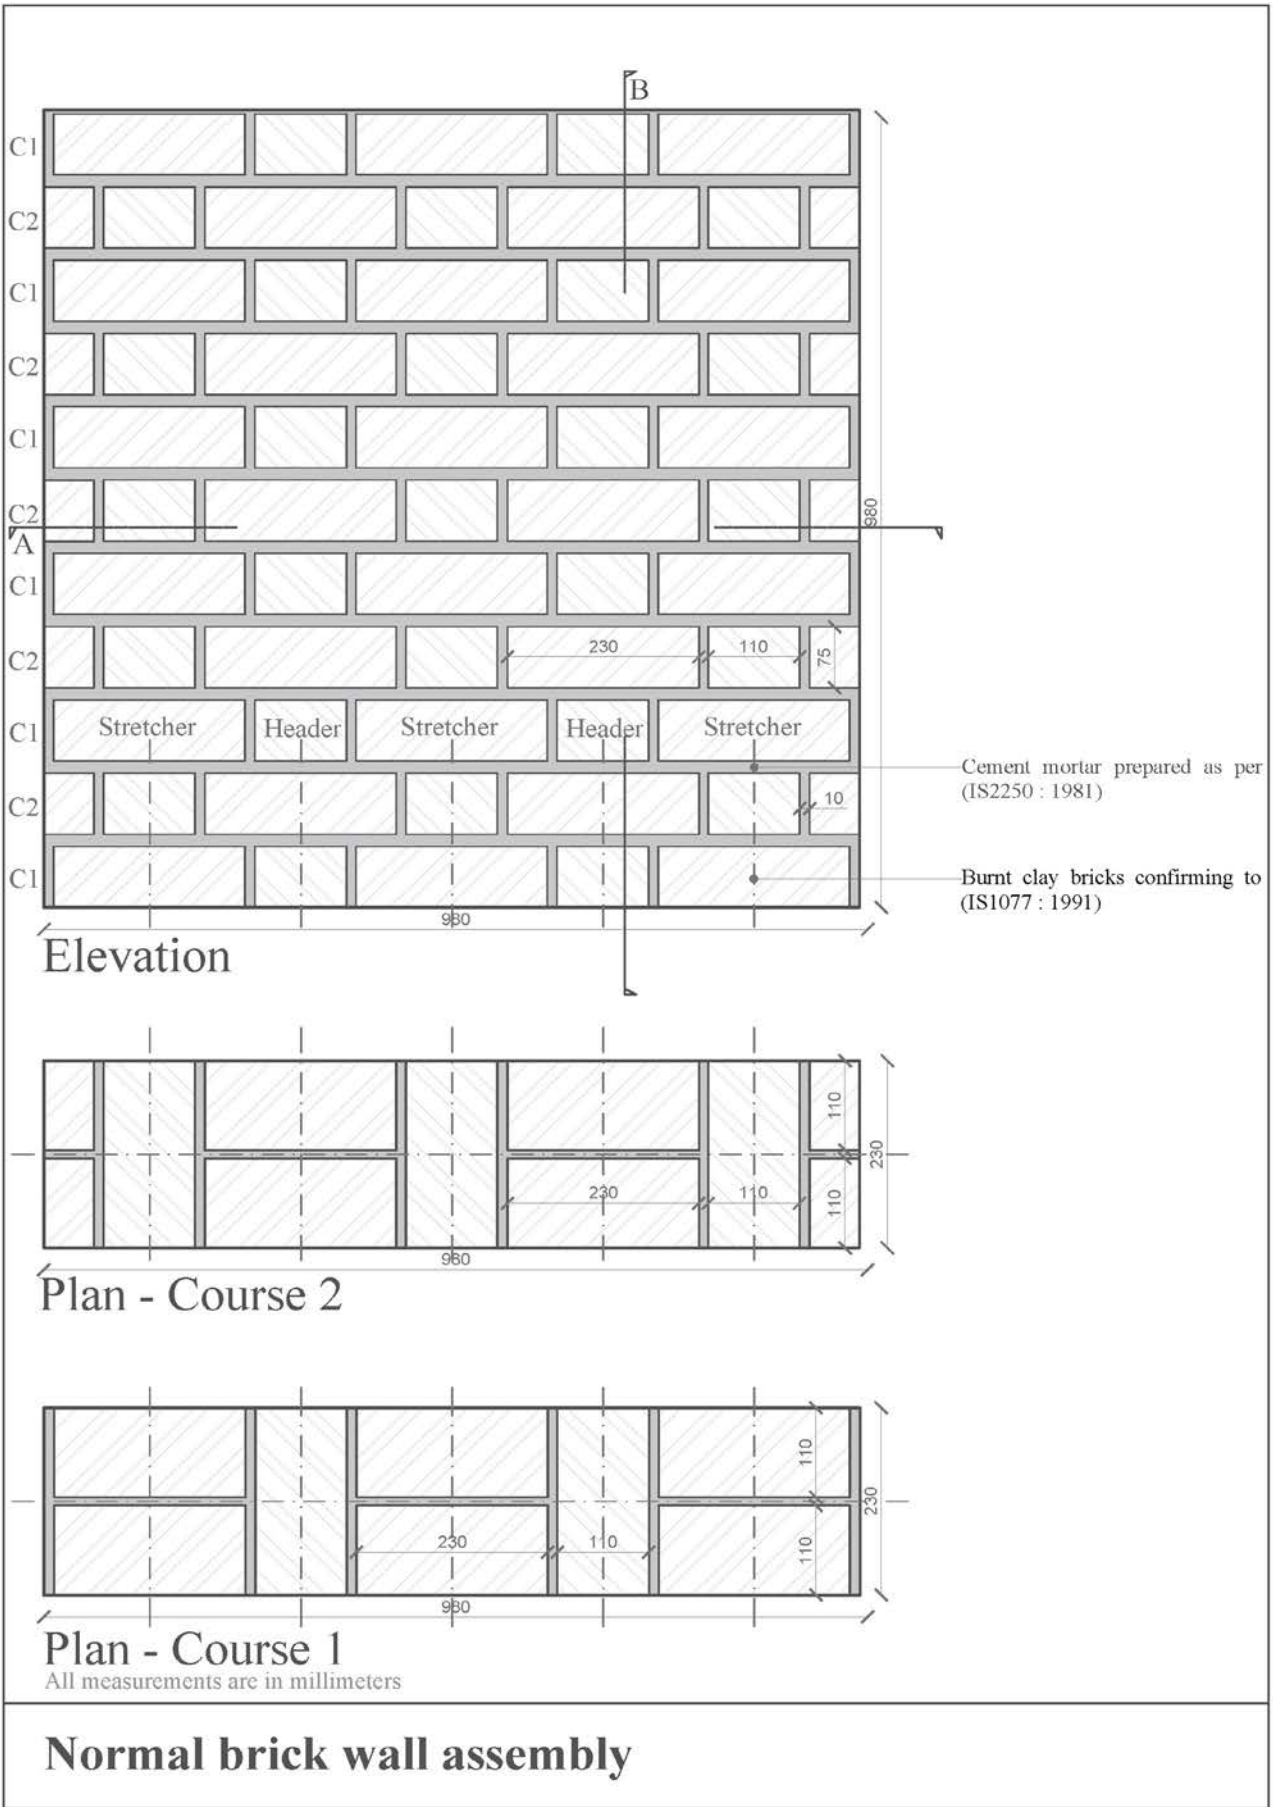 B
C1
C2
C1
C2
C1
C2
980
A
C1
C2
230
110
75
C1
Stretcher
Header
Stretcher
Header
Stretcher
Cement mortar prepared as per
(IS2250 : 1981)
C2
10
C1
Burnt clay bricks confirming to
(IS1077 : 1991)
980
Elevation
110
230
230
110
110
980
Plan - Course 2
110
230
230
110
110
980
Plan - Course 1
All measurements are in millimeters
Normal brick wall assembly